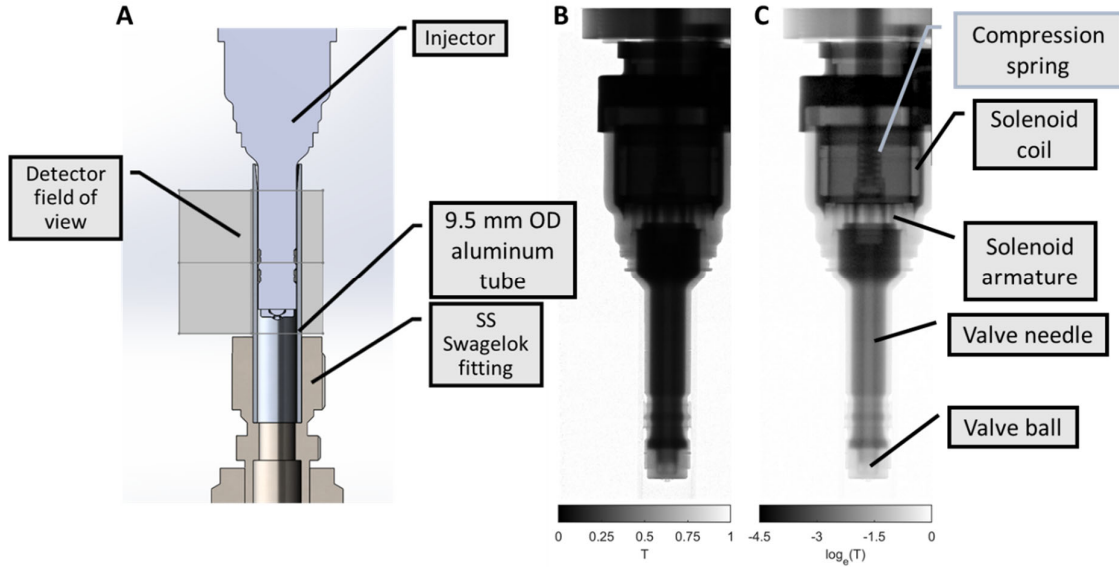 A
Injector
Detector
field of
view
9.5 mm OD
aluminum
tube
SS
Swagelok
fitting
B
0 0.25 0.5 0.75 1
T
C
Compression
spring
Solenoid
coil
Solenoid
armature
Valve needle
Valve ball
-4.5 -3 -1.5 0
log_e(T)